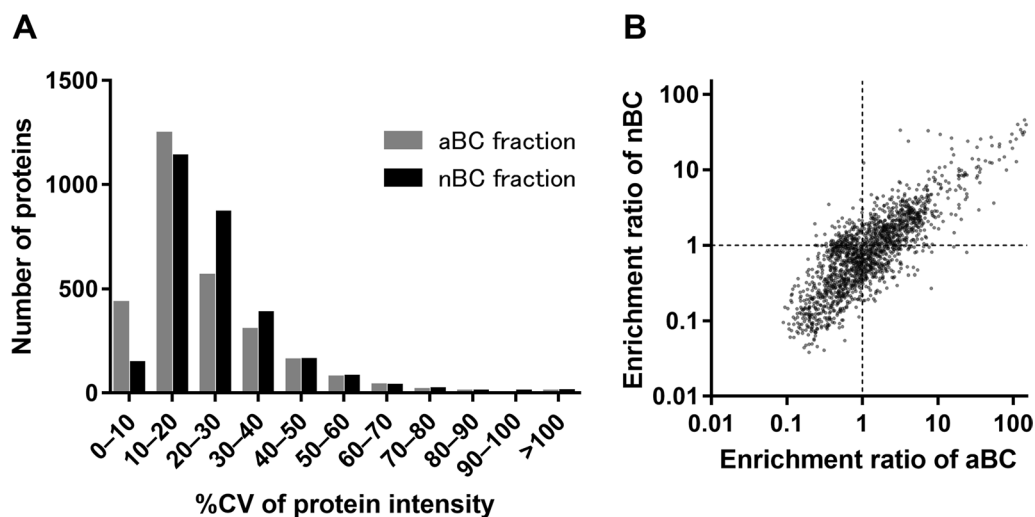 A
Number of proteins
1500
1000
500
0
aBC fraction
nBC fraction
0–10
10–20
20–30
30–40
40–50
50–60
60–70
70–80
80–90
90–100
>100
%CV of protein intensity
B
Enrichment ratio of nBC
100
10
1
0.1
0.01
0.01 0.1 1 10 100
Enrichment ratio of aBC